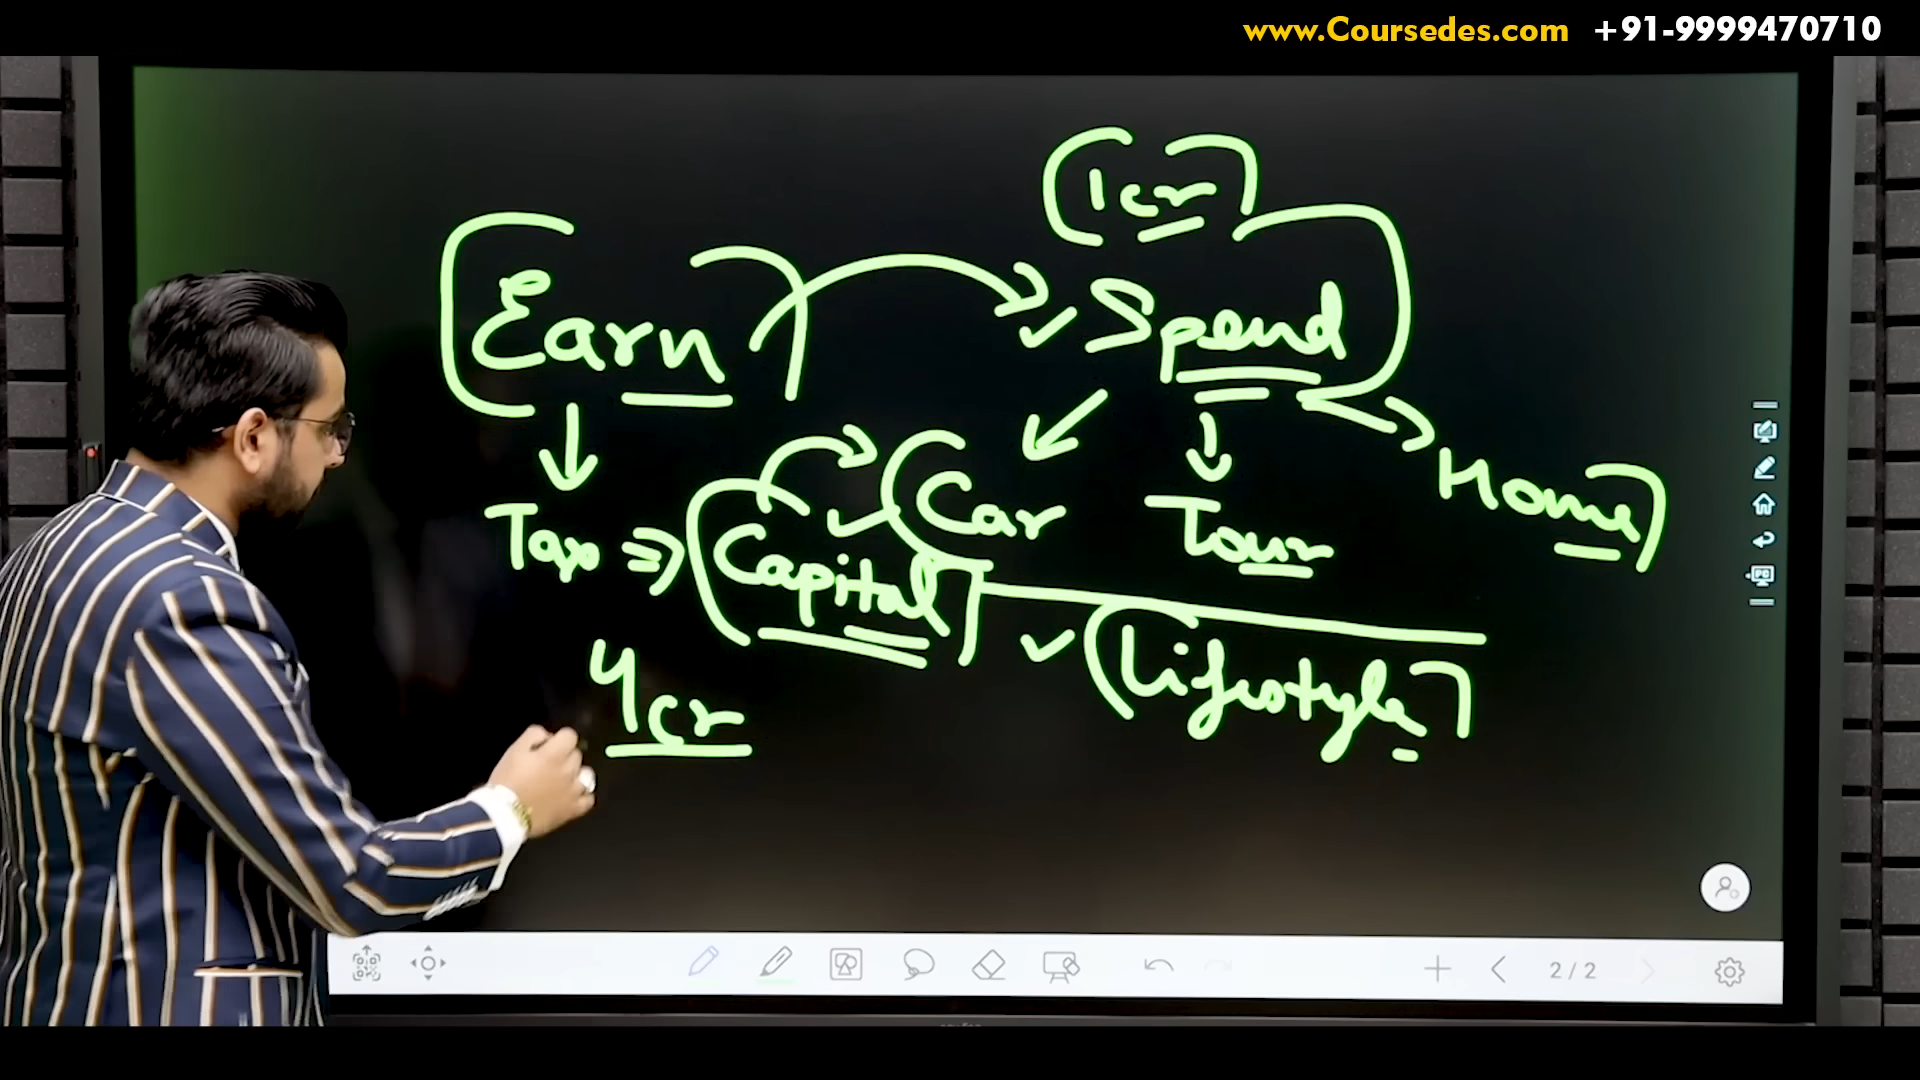 www.Coursedes.com +91-9999470710
1cr
Earn Spend
Car Tour Home
Tax Capital
Lifestyle
4cr
2/2